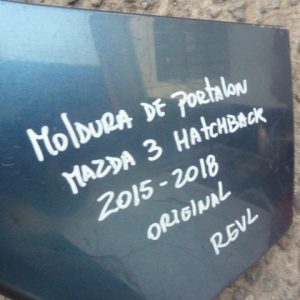 MOLDURA DE PORTALON
MAZDA 3 HATCHBACK
2015-2018
ORIGINAL
REVL